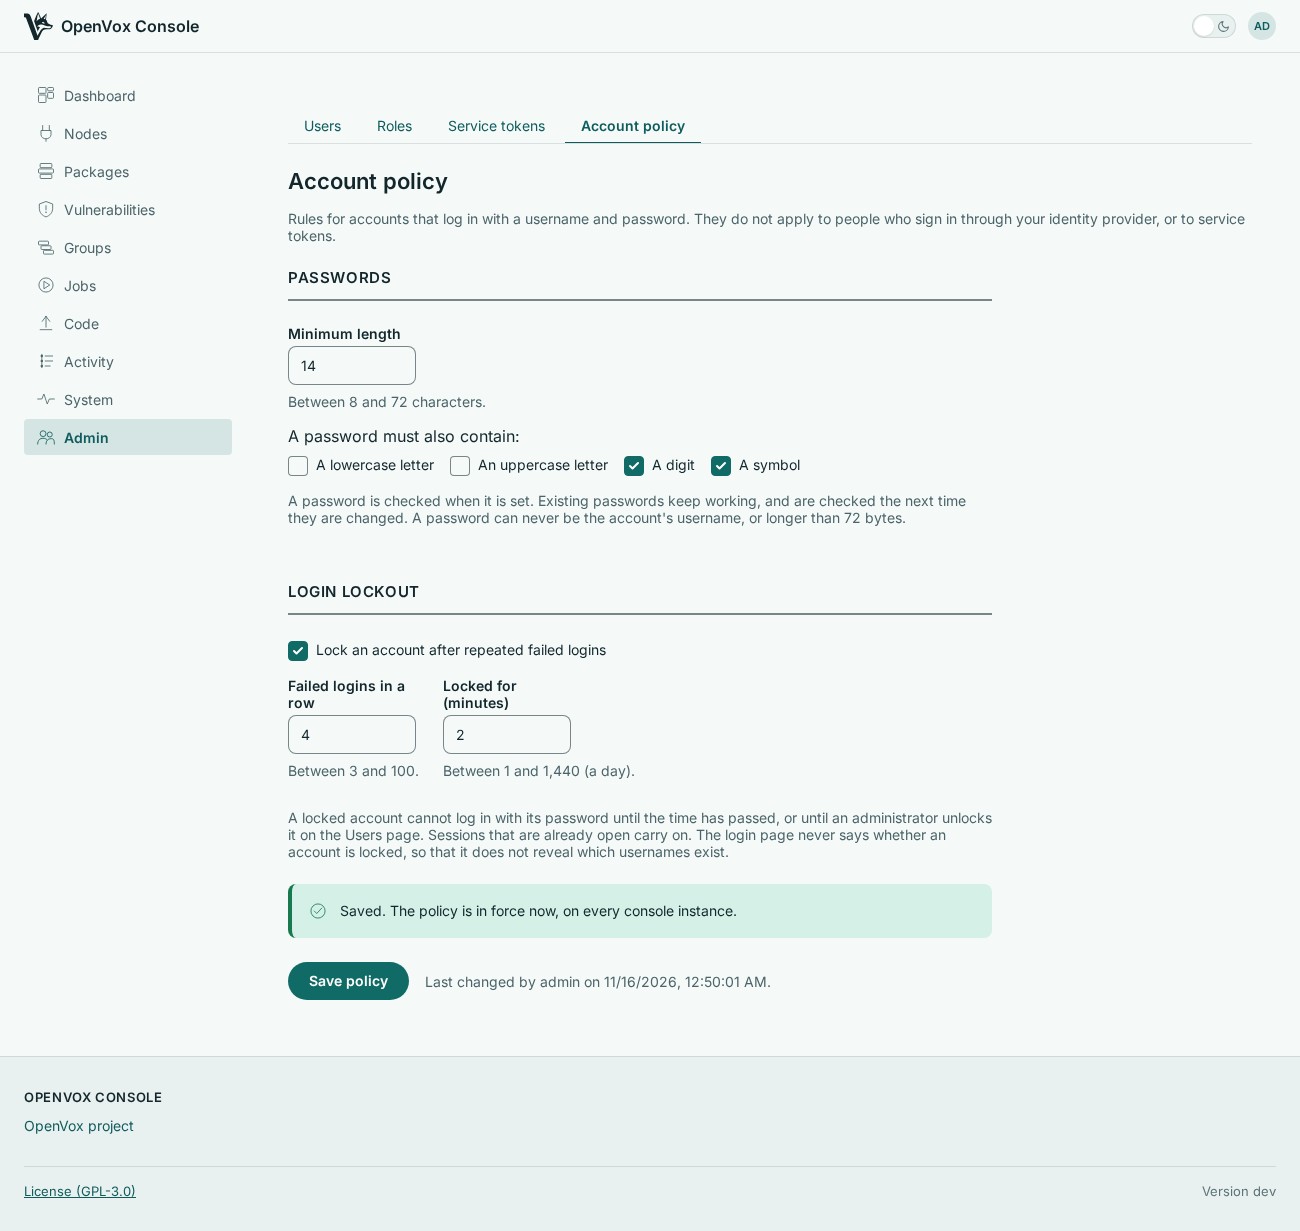 OpenVox Console
AD
Dashboard
Nodes
Packages
Vulnerabilities
Groups
Jobs
Code
Activity
System
Admin
Users
Roles
Service tokens
Account policy
Account policy
Rules for accounts that log in with a username and password. They do not apply to people who sign in through your identity provider, or to service
tokens.
PASSWORDS
Minimum length
14
Between 8 and 72 characters.
A password must also contain:
A lowercase letter
An uppercase letter
A digit
A symbol
A password is checked when it is set. Existing passwords keep working, and are checked the next time
they are changed. A password can never be the account's username, or longer than 72 bytes.
LOGIN LOCKOUT
Lock an account after repeated failed logins
Failed logins in a
row
4
Between 3 and 100.
Locked for
(minutes)
2
Between 1 and 1,440 (a day).
A locked account cannot log in with its password until the time has passed, or until an administrator unlocks
it on the Users page. Sessions that are already open carry on. The login page never says whether an
account is locked, so that it does not reveal which usernames exist.
Saved. The policy is in force now, on every console instance.
Save policy
Last changed by admin on 11/16/2026, 12:50:01 AM.
OPENVOX CONSOLE
OpenVox project
License (GPL-3.0)
Version dev